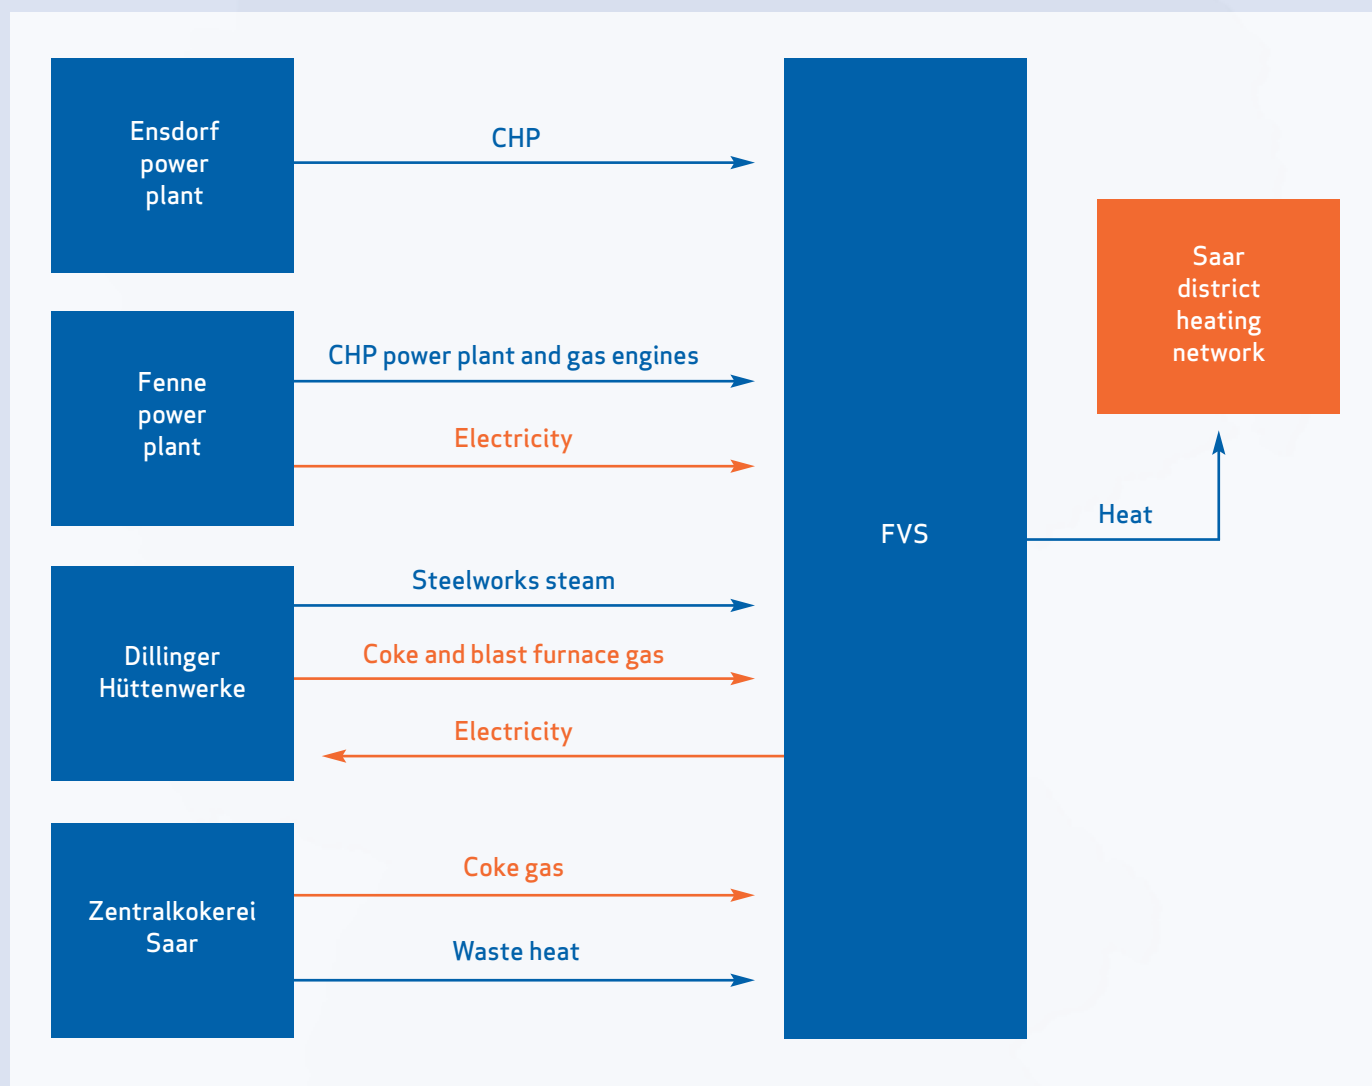 Ensdorf
power
plant
CHP
Fenne
power
plant
CHP power plant and gas engines
Electricity
Dillinger
Hüttenwerke
Steelworks steam
Coke and blast furnace gas
Electricity
Zentralkokerei
Saar
Coke gas
Waste heat
FVS
Heat
Saar
district
heating
network